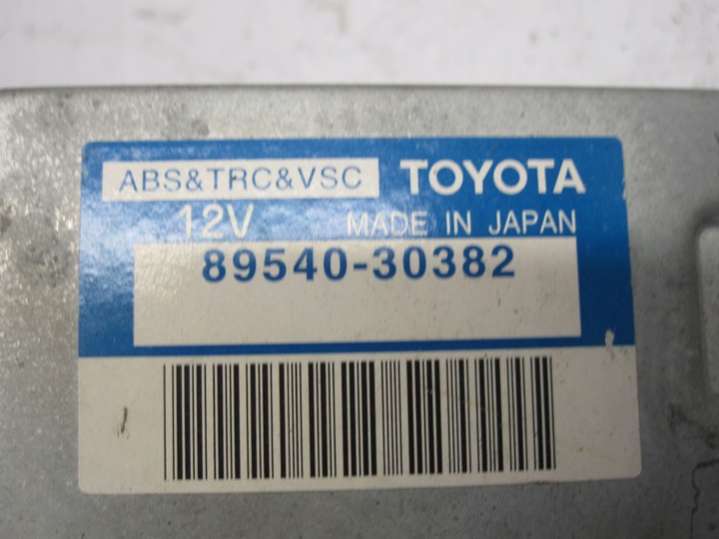 ABS&TRC&VSC TOYOTA
12V MADE IN JAPAN
89540-30382